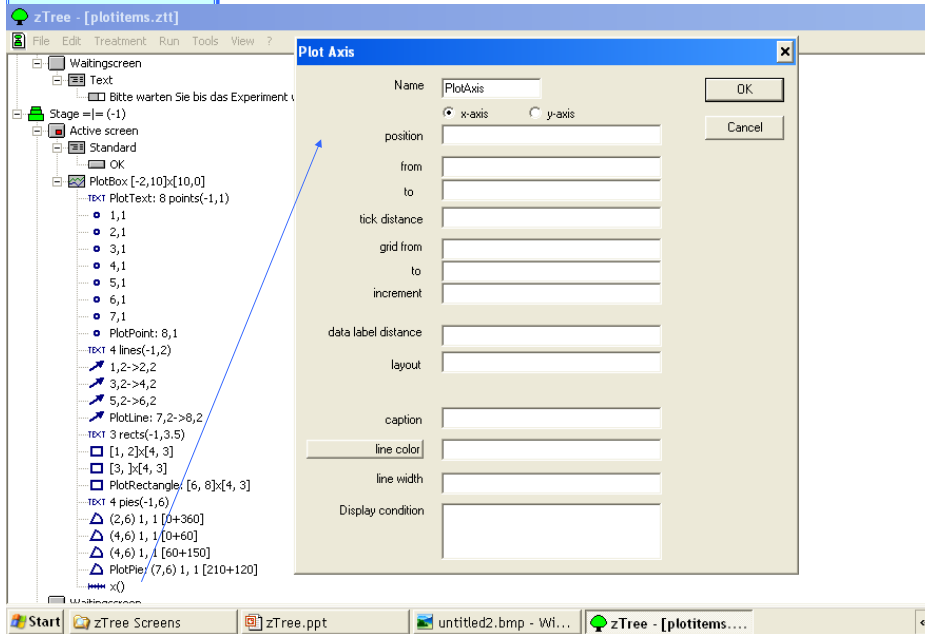 zTree - [plotitems.ztt]
File Edit Treatment Run Tools View ?
Waitingscreen
Text
Bitte warten Sie bis das Experiment
Stage =|= (-1)
Active screen
Standard
OK
PlotBox [-2,10]x[10,0]
TEXT PlotText: 8 points(-1,1)
1,1
2,1
3,1
4,1
5,1
6,1
7,1
PlotPoint: 8,1
TEXT 4 lines(-1,2)
1,2->2,2
3,2->4,2
5,2->6,2
PlotLine: 7,2->8,2
TEXT 3 rects(-1,3.5)
[1, 2]x[4, 3]
[3, ]x[4, 3]
PlotRectangle: [6, 8]x[4, 3]
TEXT 4 pies(-1,6)
(2,6) 1, 1 [0+360]
(4,6) 1, 1 [0+60]
(4,6) 1, 1 [60+150]
PlotPie: (7,6) 1, 1 [210+120]
x()
Waitingscreen
Plot Axis
Name PlotAxis
x-axis y-axis
position
from
to
tick distance
grid from
to
increment
data label distance
layout
caption
line color
line width
Display condition
OK
Cancel
Start zTree Screens zTree.ppt untitled2.bmp - Wi... zTree - [plotitems....